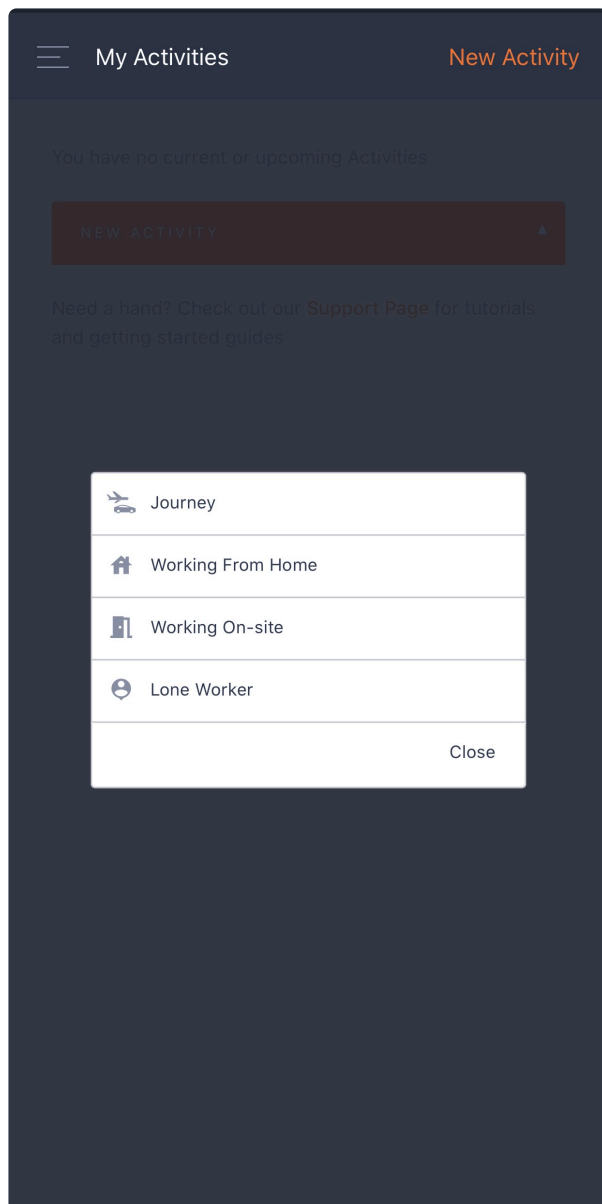 My Activities
New Activity
You have no current or upcoming Activities
NEW ACTIVITY
Need a hand? Check out our Support Page for tutorials
and getting started guides
Journey
Working From Home
Working On-site
Lone Worker
Close